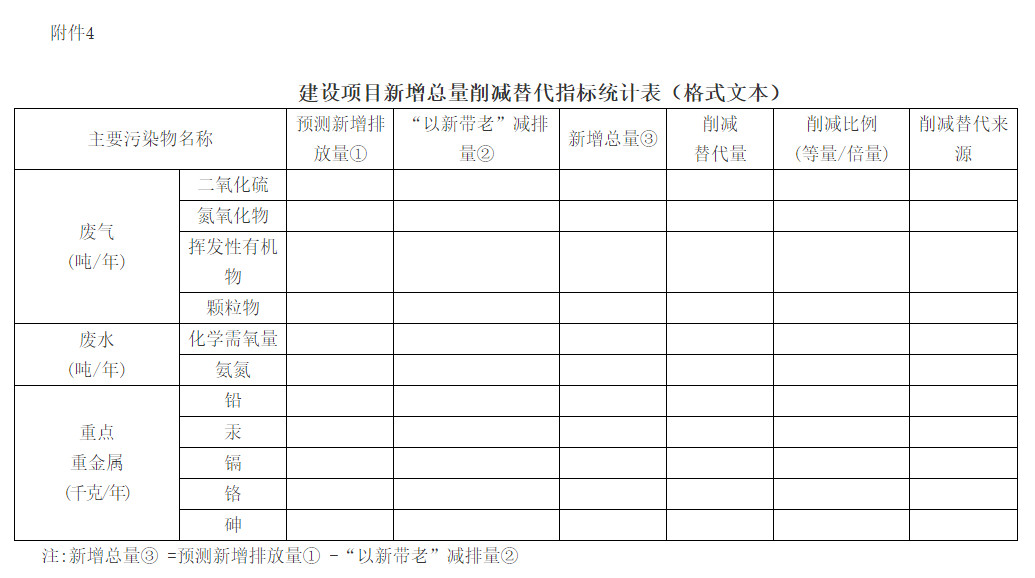 附件4
建设项目新增总量削减替代指标统计表（格式文本）
主要污染物名称
预测新增排
放量①
“以新带老”减排
量②
新增总量③
削减
替代量
削减比例
(等量/倍量)
削减替代来
源
废气
(吨/年)
二氧化硫
氮氧化物
挥发性有机
物
颗粒物
废水
(吨/年)
化学需氧量
氨氮
重点
重金属
(千克/年)
铅
汞
镉
铬
砷
注:新增总量③ =预测新增排放量① -“以新带老”减排量②